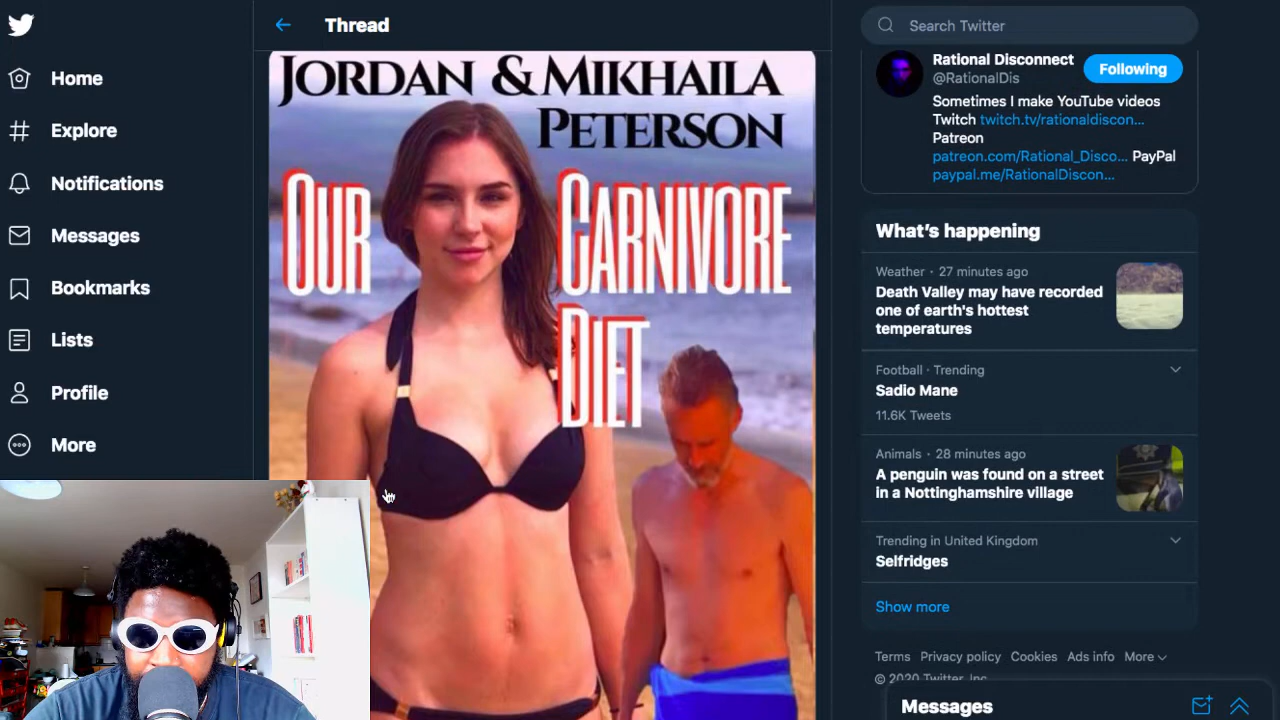 Home
Explore
Notifications
Messages
Bookmarks
Lists
Profile
More
Thread
JORDAN & MIKHAILA
PETERSON
OUR CARNIVORE
DIET
Search Twitter
Rational Disconnect
@RationalDis
Following
Sometimes I make YouTube videos
Twitch twitch.tv/rationaldiscon...
Patreon
patreon.com/Rational_Disco... PayPal
paypal.me/RationalDiscon...
What's happening
Weather · 27 minutes ago
Death Valley may have recorded
one of earth's hottest
temperatures
Football · Trending
Sadio Mane
11.6K Tweets
Animals · 28 minutes ago
A penguin was found on a street
in a Nottinghamshire village
Trending in United Kingdom
Selfridges
Show more
Terms Privacy policy Cookies Ads info More
© 2020 Twitter, Inc.
Messages